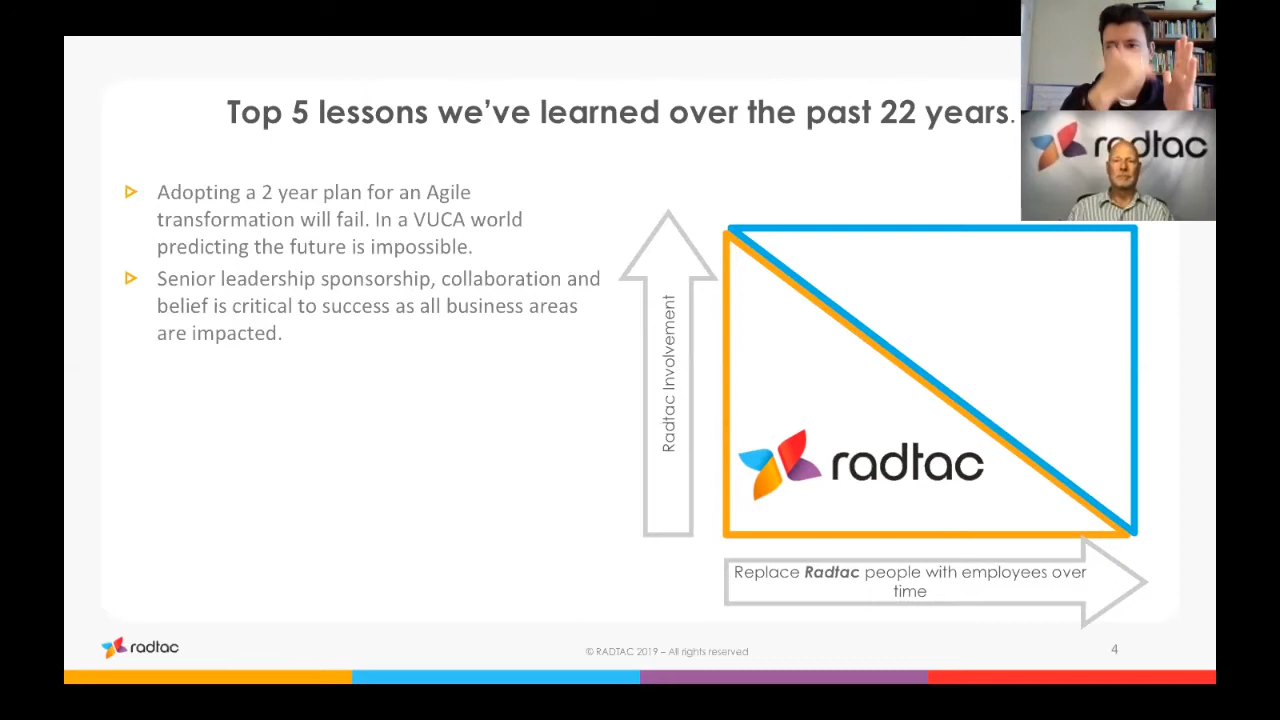 Top 5 lessons we've learned over the past 22 years.
radtac
Adopting a 2 year plan for an Agile
transformation will fail. In a VUCA world
predicting the future is impossible.
Senior leadership sponsorship, collaboration and
belief is critical to success as all business areas
are impacted.
Radtac Involvement
radtac
Replace Radtac people with employees over
time
radtac
© RADTAC 2019 – All rights reserved
4